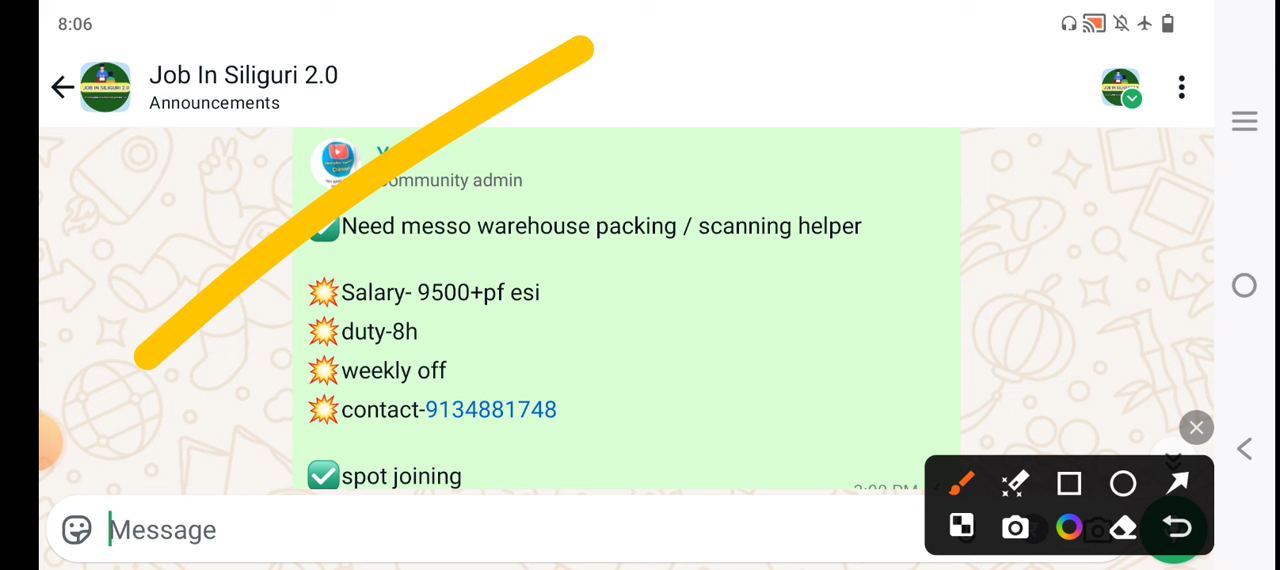 8:06
Job In Siliguri 2.0
Announcements
Community admin
✅Need messo warehouse packing / scanning helper
💥Salary- 9500+pf esi
💥duty-8h
💥weekly off
💥contact-9134881748
✅spot joining
Message